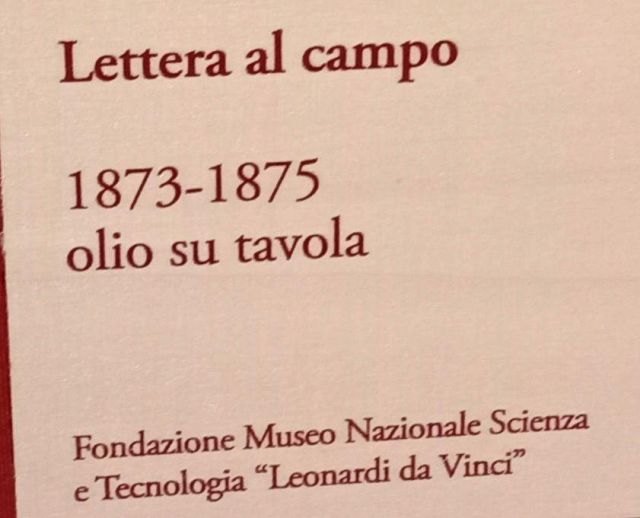 Lettera al campo
1873-1875
olio su tavola
Fondazione Museo Nazionale Scienza
e Tecnologia “Leonardi da Vinci”